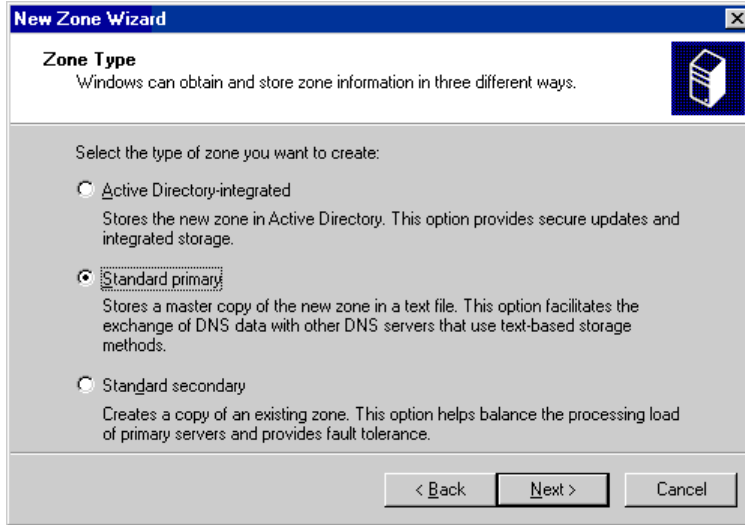 New Zone Wizard
Zone Type
Windows can obtain and store zone information in three different ways.
Select the type of zone you want to create:
Active Directory-integrated
Stores the new zone in Active Directory. This option provides secure updates and
integrated storage.
Standard primary
Stores a master copy of the new zone in a text file. This option facilitates the
exchange of DNS data with other DNS servers that use text-based storage
methods.
Standard secondary
Creates a copy of an existing zone. This option helps balance the processing load
of primary servers and provides fault tolerance.
< Back Next > Cancel